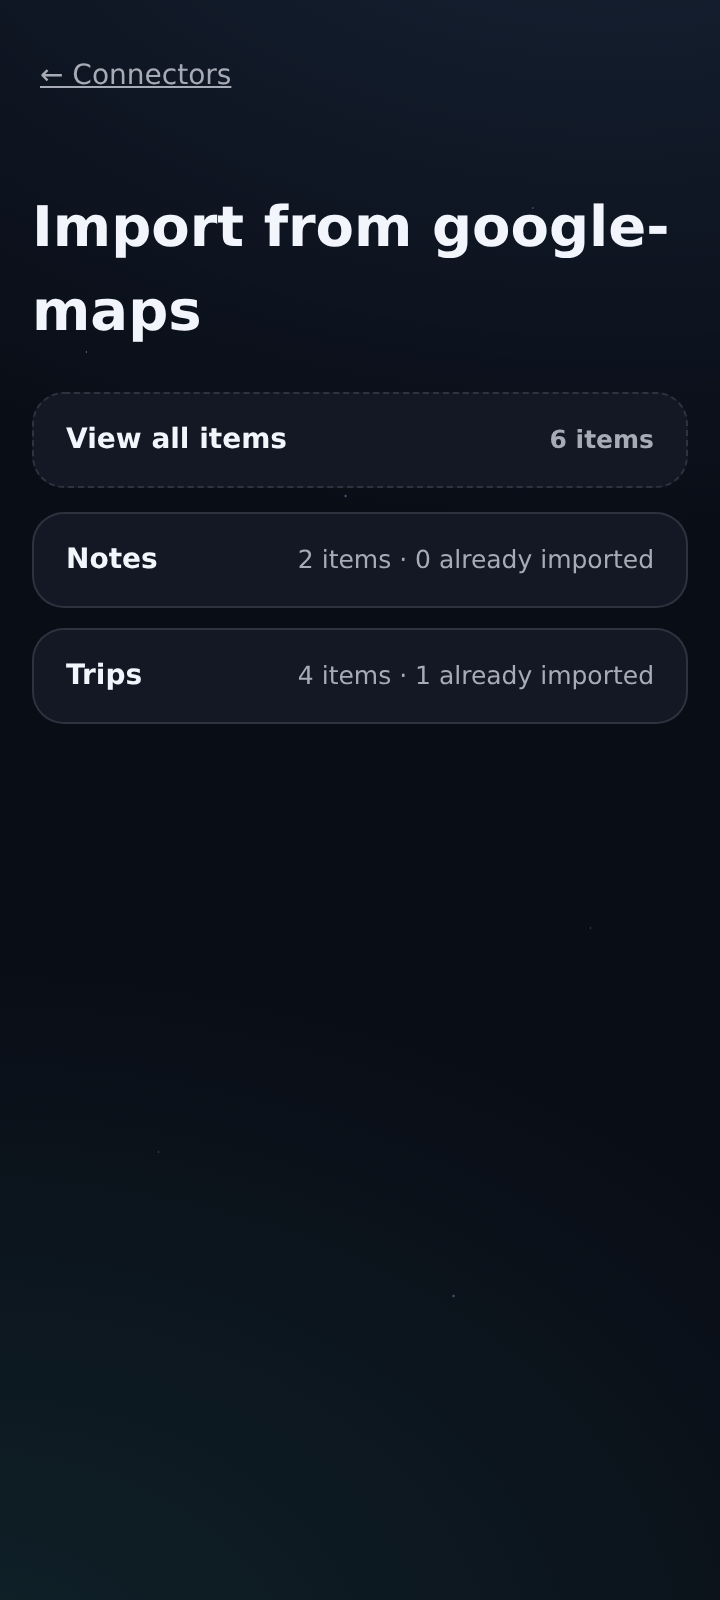 ← Connectors
Import from google-
maps
View all items 6 items
Notes 2 items · 0 already imported
Trips 4 items · 1 already imported